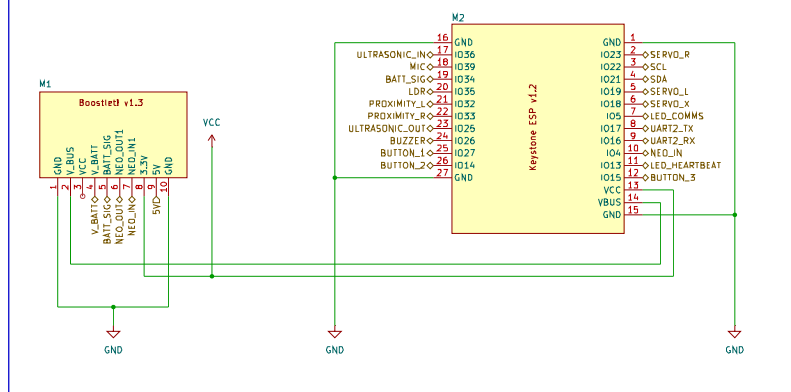 M1
Boostlet! v1.3
GND
V_BUS
VCC
V_BATT
BATT_SIG
NEO_OUT1
NEO_IN1
3.3V
5V
GND
1
2
3
4
5
6
7
8
9
10
V_BATT
BATT_SIG
NEO_OUT
NEO_IN
5V
VCC
GND
M2
Keystone ESP v1.2
16 GND
ULTRASONIC_IN 17 IO36
MIC 18 IO39
BATT_SIG 19 IO34
LDR 20 IO35
PROXIMITY_L 21 IO32
PROXIMITY_R 22 IO33
ULTRASONIC_OUT 23 IO25
BUZZER 24 IO26
BUTTON_1 25 IO27
BUTTON_2 26 IO14
27 GND
GND 1
IO23 2 SERVO_R
IO22 3 SCL
IO21 4 SDA
IO19 5 SERVO_L
IO18 6 SERVO_X
IO5 7 LED_COMMS
IO17 8 UART2_TX
IO16 9 UART2_RX
IO4 10 NEO_IN
IO13 11 LED_HEARTBEAT
IO15 12 BUTTON_3
VCC 13
VBUS 14
GND 15
GND
GND